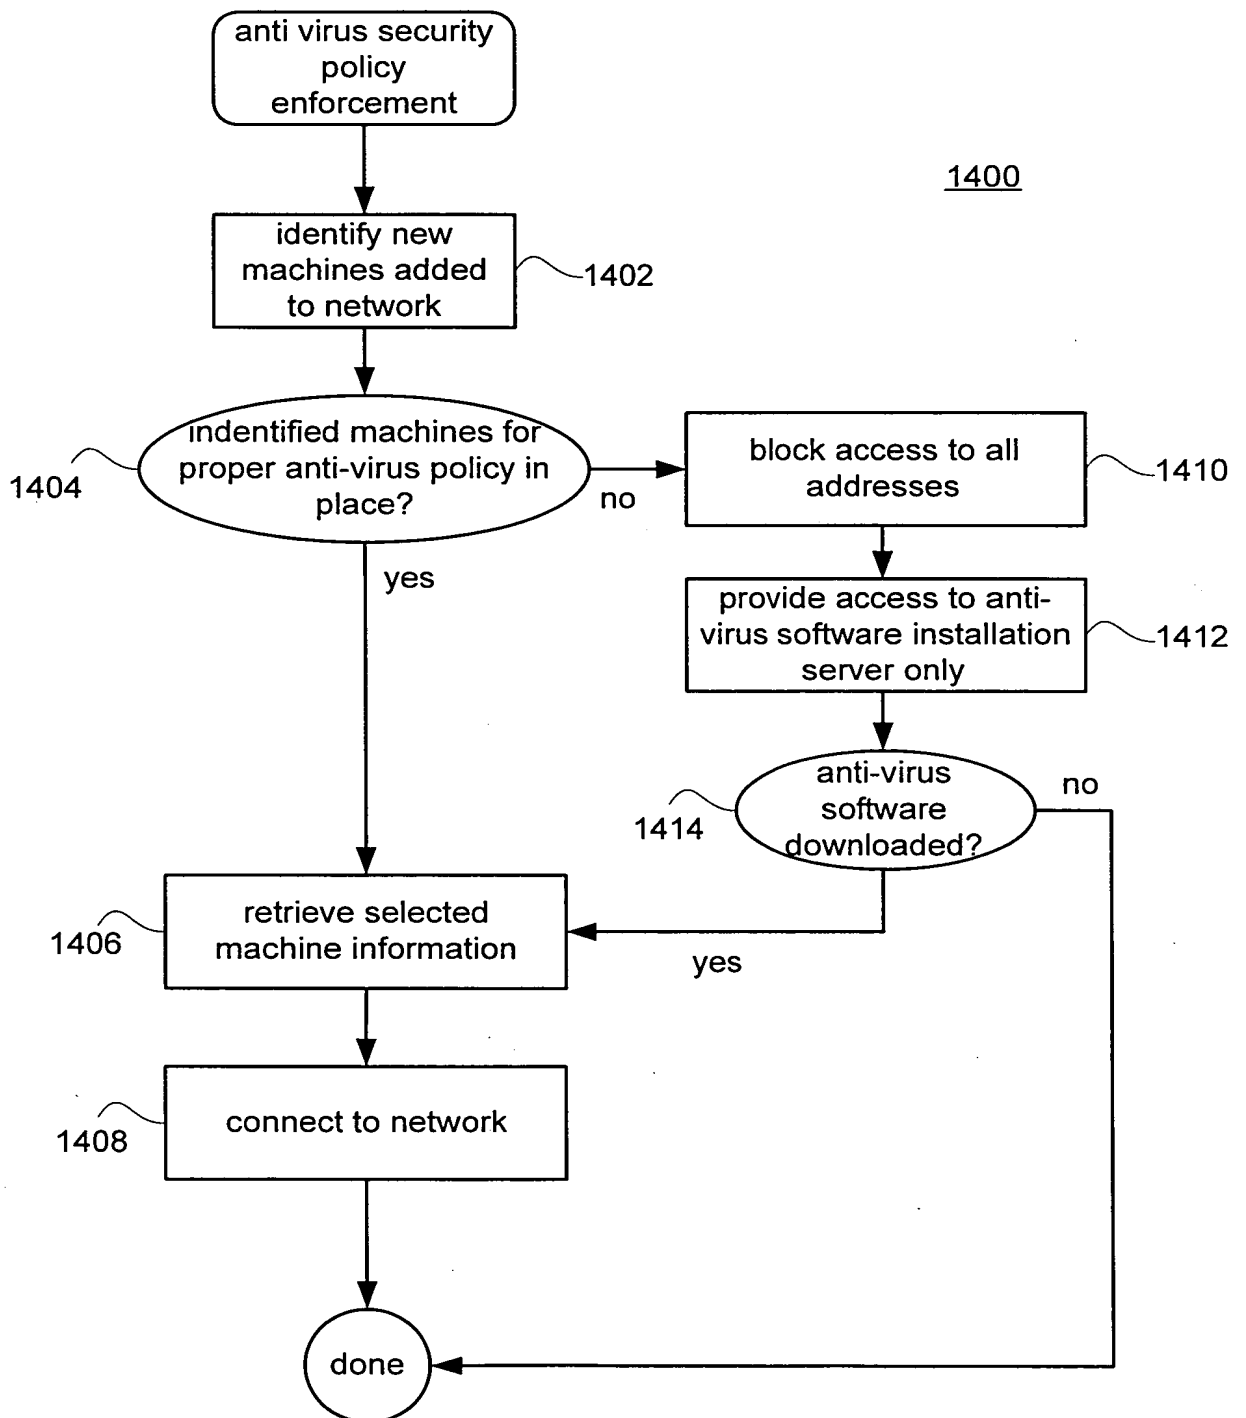 anti virus security
policy
enforcement
1400
identify new
machines added
to network
1402
indentified machines for
proper anti-virus policy in
place?
1404
no
yes
block access to all
addresses
1410
provide access to anti-
virus software installation
server only
1412
anti-virus
software
downloaded?
1414
no
yes
retrieve selected
machine information
1406
connect to network
1408
done